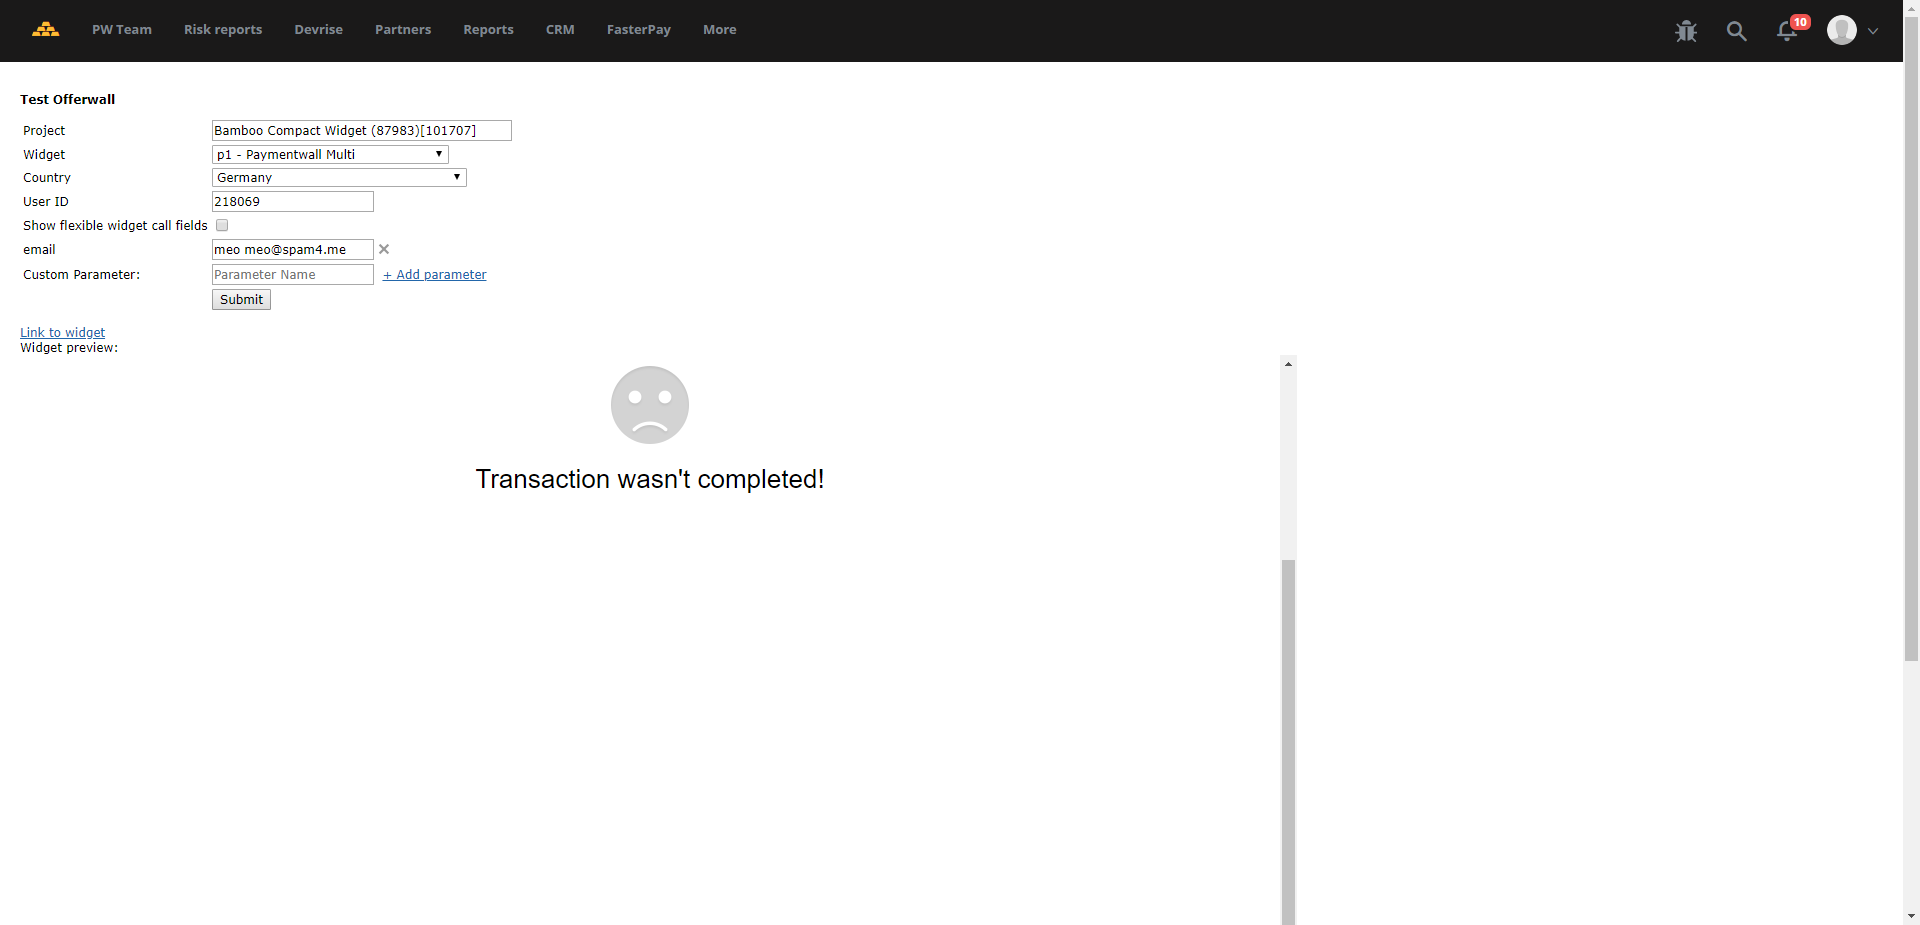 PW Team Risk reports Devrise Partners Reports CRM FasterPay More 10
Test Offerwall
Project Bamboo Compact Widget (87983)[101707]
Widget p1 - Paymentwall Multi
Country Germany
User ID 218069
Show flexible widget call fields
email meo meo@spam4.me
Custom Parameter: Parameter Name + Add parameter
Submit
Link to widget
Widget preview:
Transaction wasn't completed!